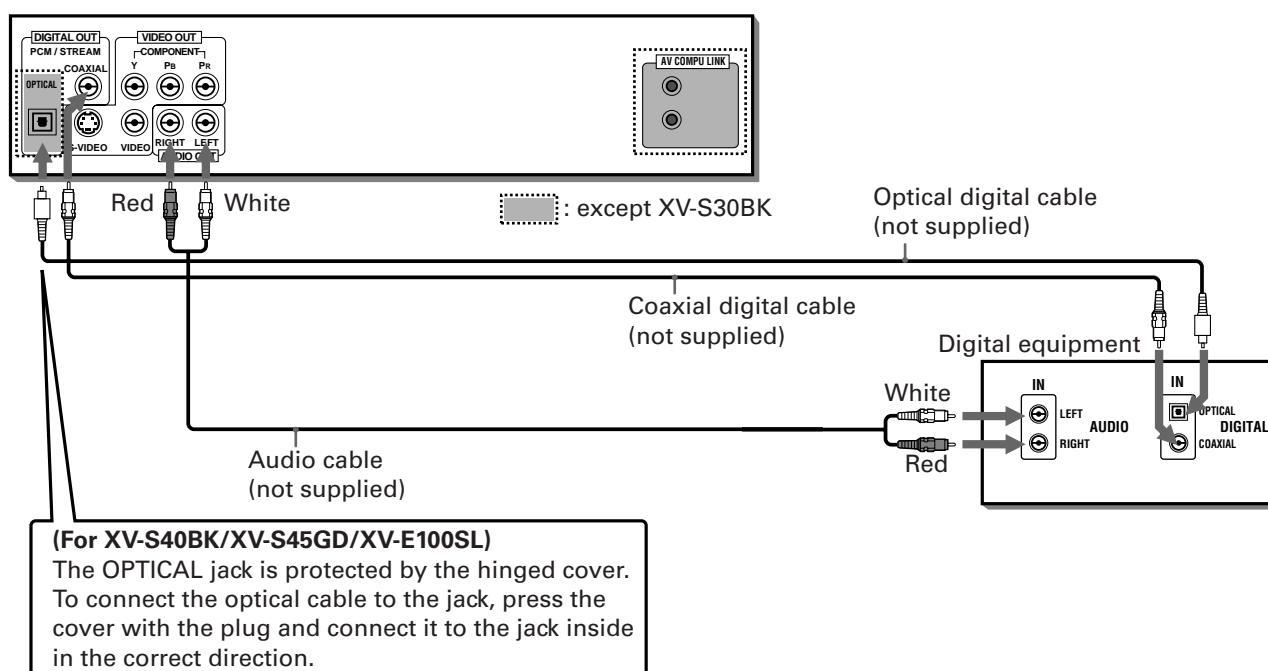 DIGITAL OUT
PCM / STREAM
COAXIAL
OPTICAL
VIDEO OUT
COMPONENT
Y PB PR
S-VIDEO VIDEO
RIGHT LEFT
AUDIO OUT
AV COMPU LINK
Red
White
: except XV-S30BK
Optical digital cable
(not supplied)
Coaxial digital cable
(not supplied)
Digital equipment
White
Red
IN
LEFT
RIGHT
AUDIO
IN
OPTICAL
COAXIAL
DIGITAL
Audio cable
(not supplied)
(For XV-S40BK/XV-S45GD/XV-E100SL)
The OPTICAL jack is protected by the hinged cover.
To connect the optical cable to the jack, press the
cover with the plug and connect it to the jack inside
in the correct direction.